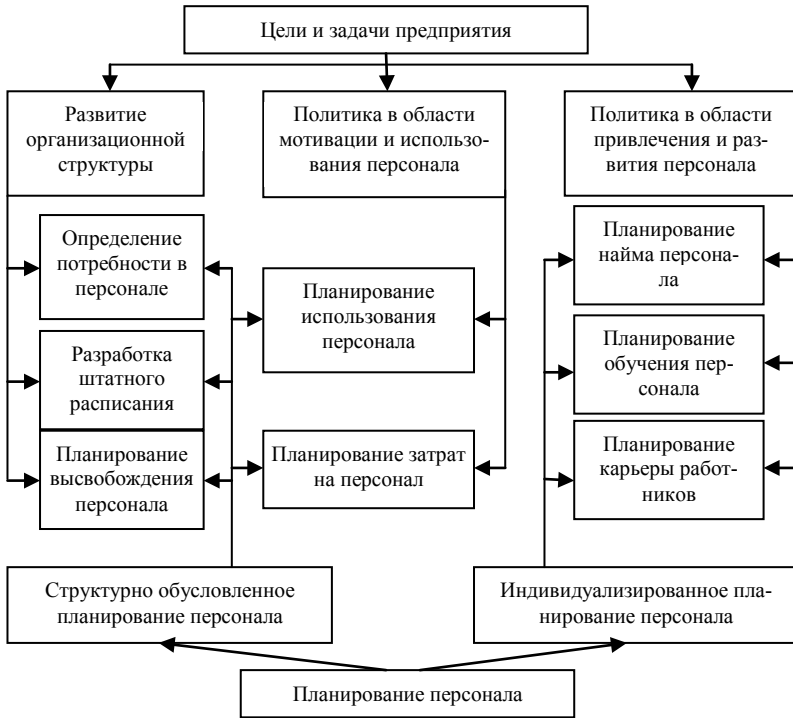 Цели и задачи предприятия
Развитие
организационной
структуры
Политика в области
мотивации и использо-
вания персонала
Политика в области
привлечения и раз-
вития персонала
Определение
потребности в
персонале
Разработка
штатного
расписания
Планирование
высвобождения
персонала
Планирование
использования
персонала
Планирование затрат
на персонал
Планирование
найма персона-
ла
Планирование
обучения пер-
сонала
Планирование
карьеры работ-
ников
Структурно обусловленное
планирование персонала
Индивидуализированное пла-
нирование персонала
Планирование персонала